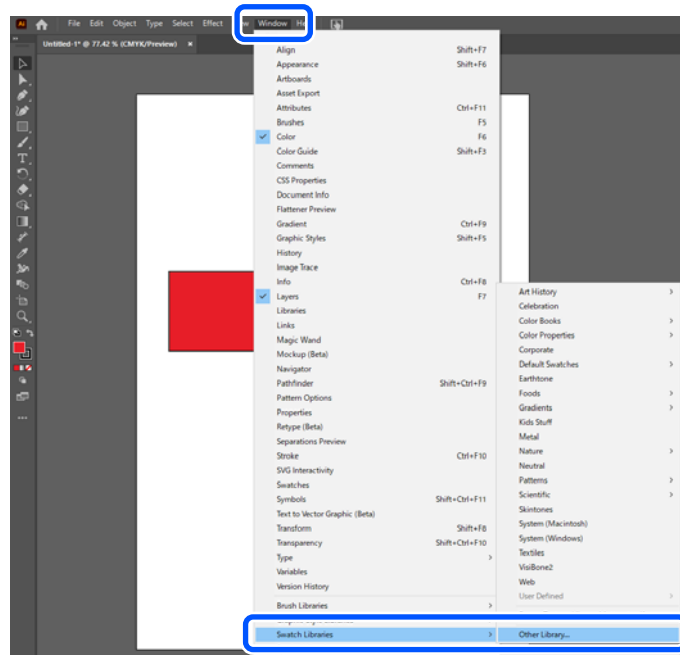 Ai File Edit Object Type Select Effect Window
Untitled-1* @ 77.42 % (CMYK/Preview) ×
Align Shift+F7
Appearance Shift+F6
Artboards
Asset Export
Attributes Ctrl+F11
Brushes F5
Color F6
Color Guide Shift+F3
Comments
CSS Properties
Document Info
Flattener Preview
Gradient Ctrl+F9
Graphic Styles Shift+F5
History
Image Trace
Info Ctrl+F8
Layers F7
Libraries
Links
Magic Wand
Mockup (Beta)
Navigator
Pathfinder Shift+Ctrl+F9
Pattern Options
Properties
Retype (Beta)
Separations Preview
Stroke Ctrl+F10
SVG Interactivity
Swatches
Symbols Shift+Ctrl+F11
Text to Vector Graphic (Beta)
Transform Shift+F8
Transparency Shift+Ctrl+F10
Type
Variables
Version History
Brush Libraries
Swatch Libraries
Art History
Celebration
Color Books
Color Properties
Corporate
Default Swatches
Earthtone
Foods
Gradients
Kids Stuff
Metal
Nature
Neutral
Patterns
Scientific
Skintones
System (Macintosh)
System (Windows)
Textiles
VisiBone2
Web
User Defined
Other Library...